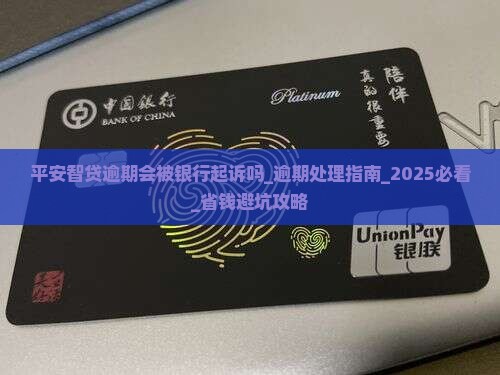 中国银行
BANK OF CHINA
Platinum
陪伴
真的很重要
平安智贷逾期会被银行起诉吗_逾期处理指南_2025必看
_省钱避坑攻略
UnionPay
银联